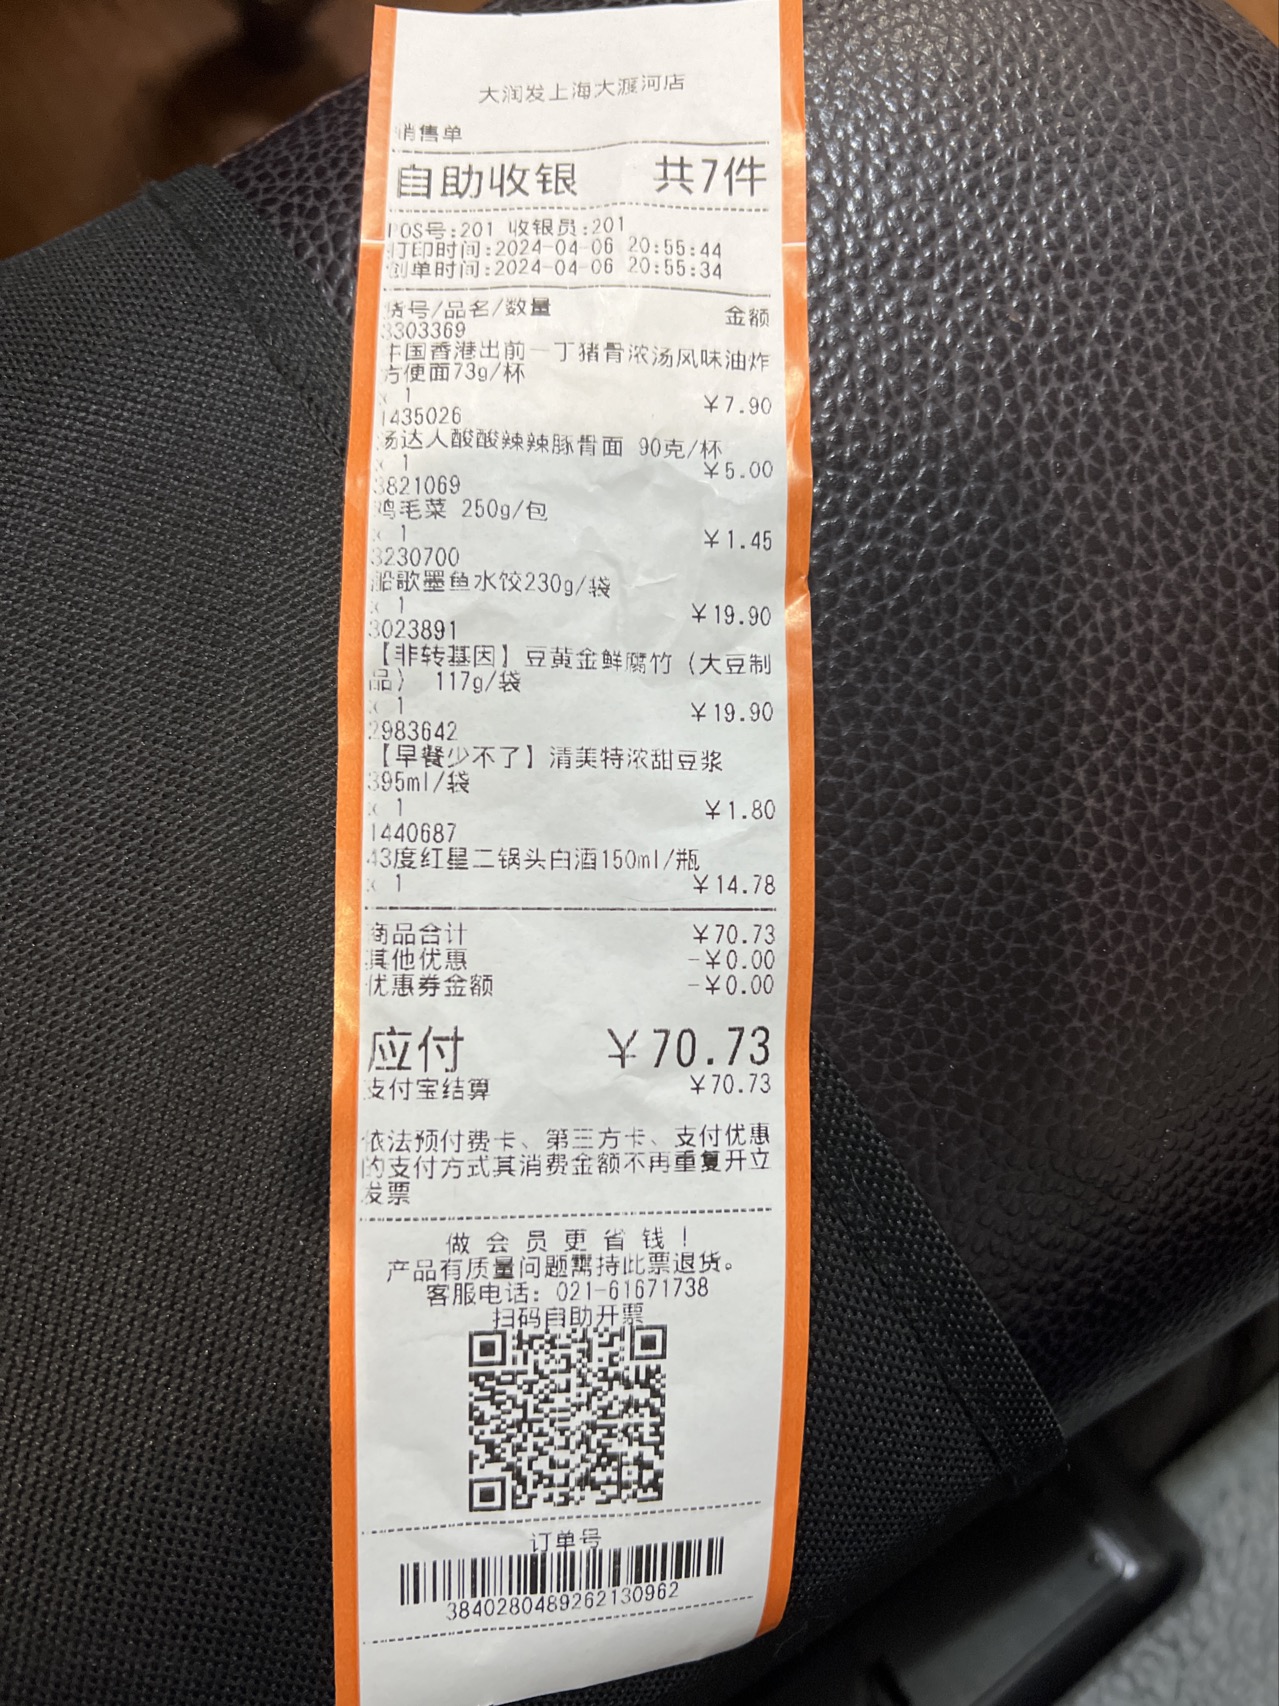 大润发上海大渡河店
销售单
自助收银 共7件
POS号:201 收银员:201
打印时间:2024-04-06 20:55:44
创单时间:2024-04-06 20:55:34
货号/品名/数量 金额
3303369
中国香港出前一丁猪骨浓汤风味油炸
方便面73g/杯
x 1 ¥7.90
1435026
汤达人酸酸辣辣豚骨面 90克/杯
x 1 ¥5.00
3821069
鸡毛菜 250g/包
x 1 ¥1.45
3230700
船歌墨鱼水饺230g/袋
x 1 ¥19.90
3023891
【非转基因】豆黄金鲜腐竹（大豆制
品） 117g/袋
x 1 ¥19.90
2983642
【早餐少不了】清美特浓甜豆浆
395ml/袋
x 1 ¥1.80
1440687
43度红星二锅头白酒150ml/瓶
x 1 ¥14.78
商品合计 ¥70.73
其他优惠 -¥0.00
优惠券金额 -¥0.00
应付 ¥70.73
支付宝结算 ¥70.73
依法预付费卡、第三方卡、支付优惠
的支付方式其消费金额不再重复开立
发票
做会员更省钱!
产品有质量问题需持此票退货。
客服电话: 021-61671738
扫码自助开票
订单号
3840280489262130962